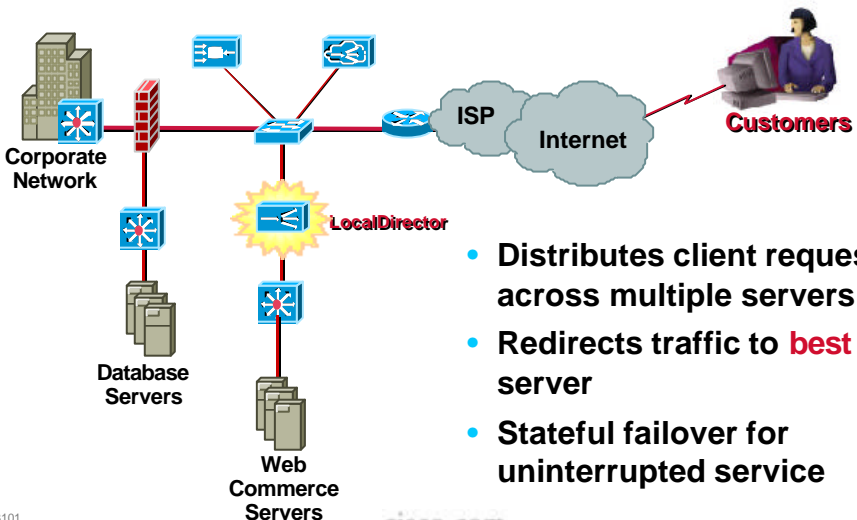 ISP
Internet
Customers
Corporate
Network
LocalDirector
• Distributes client reques
across multiple servers
• Redirects traffic to best
server
• Stateful failover for
uninterrupted service
Database
Servers
Web
Commerce
Servers